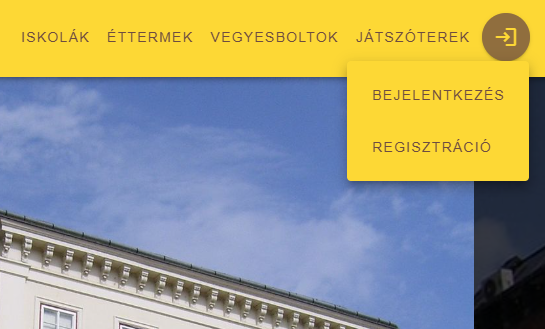 ISKOLÁK ÉTTERMEK VEGYESBOLTOK JÁTSZÓTEREK
BEJELENTKEZÉS
REGISZTRÁCIÓ